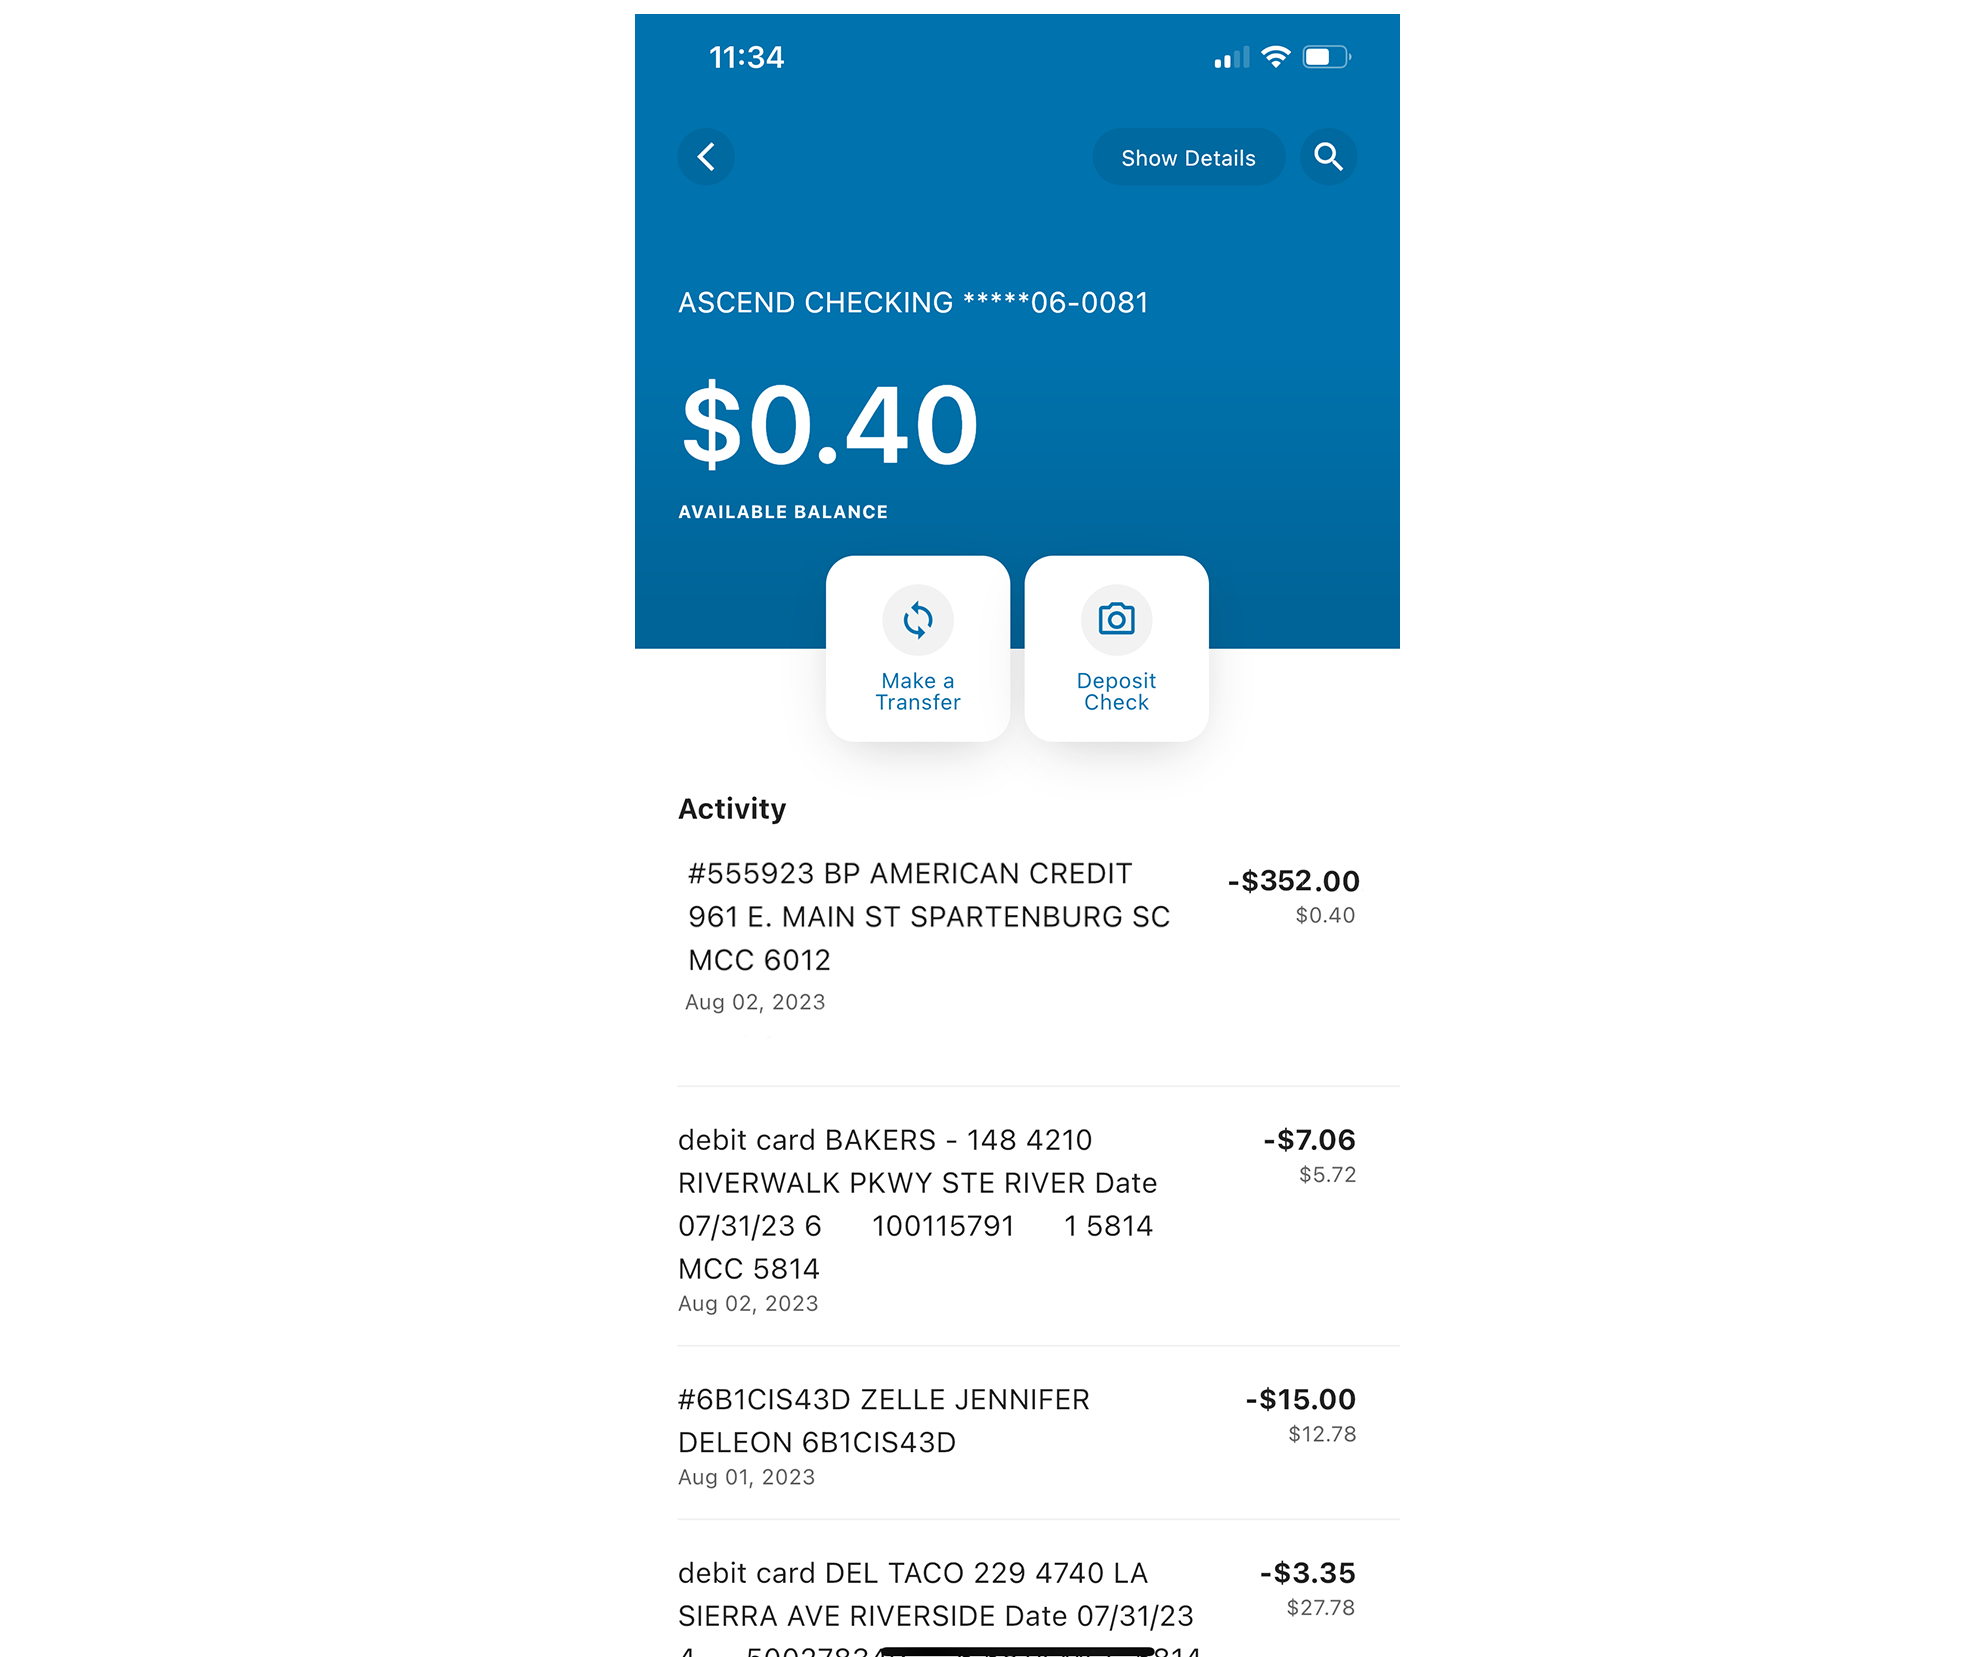 11:34
Show Details
ASCEND CHECKING *****06-0081
$0.40
AVAILABLE BALANCE
Make a
Transfer
Deposit
Check
Activity
#555923 BP AMERICAN CREDIT
961 E. MAIN ST SPARTENBURG SC
MCC 6012
Aug 02, 2023
-$352.00
$0.40
debit card BAKERS - 148 4210
RIVERWALK PKWY STE RIVER Date
07/31/23 6 100115791 1 5814
MCC 5814
Aug 02, 2023
-$7.06
$5.72
#6B1CIS43D ZELLE JENNIFER
DELEON 6B1CIS43D
Aug 01, 2023
-$15.00
$12.78
debit card DEL TACO 229 4740 LA
SIERRA AVE RIVERSIDE Date 07/31/23
-$3.35
$27.78